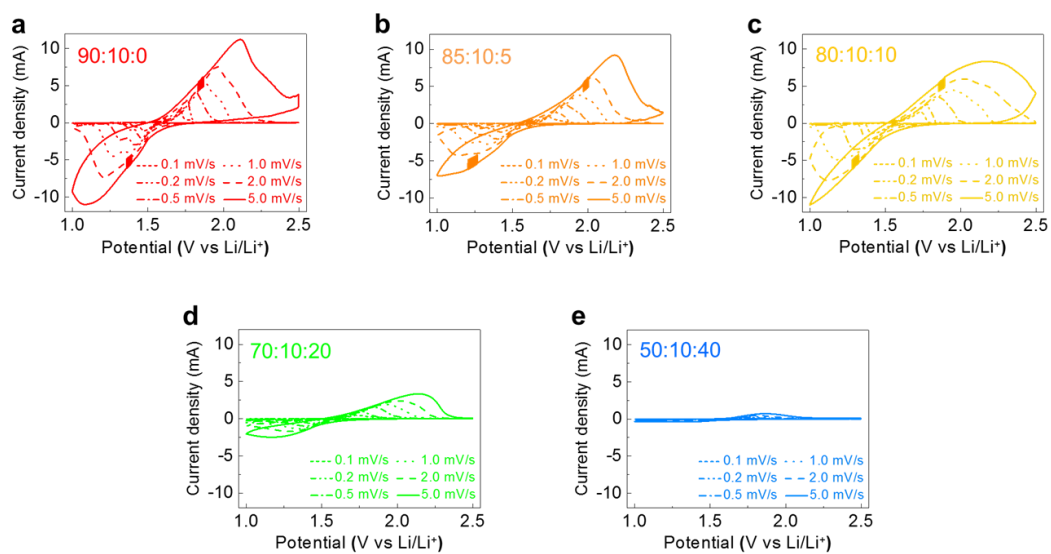 a
90:10:0
Current density (mA)
10
5
0
-5
-10
0.1 mV/s
1.0 mV/s
0.2 mV/s
2.0 mV/s
0.5 mV/s
5.0 mV/s
1.0
1.5
2.0
2.5
Potential (V vs Li/Li⁺)
b
85:10:5
Current density (mA)
10
5
0
-5
-10
0.1 mV/s
1.0 mV/s
0.2 mV/s
2.0 mV/s
0.5 mV/s
5.0 mV/s
1.0
1.5
2.0
2.5
Potential (V vs Li/Li⁺)
c
80:10:10
Current density (mA)
10
5
0
-5
-10
0.1 mV/s
1.0 mV/s
0.2 mV/s
2.0 mV/s
0.5 mV/s
5.0 mV/s
1.0
1.5
2.0
2.5
Potential (V vs Li/Li⁺)
d
70:10:20
Current density (mA)
10
5
0
-5
-10
0.1 mV/s
1.0 mV/s
0.2 mV/s
2.0 mV/s
0.5 mV/s
5.0 mV/s
1.0
1.5
2.0
2.5
Potential (V vs Li/Li⁺)
e
50:10:40
Current density (mA)
10
5
0
-5
-10
0.1 mV/s
1.0 mV/s
0.2 mV/s
2.0 mV/s
0.5 mV/s
5.0 mV/s
1.0
1.5
2.0
2.5
Potential (V vs Li/Li⁺)